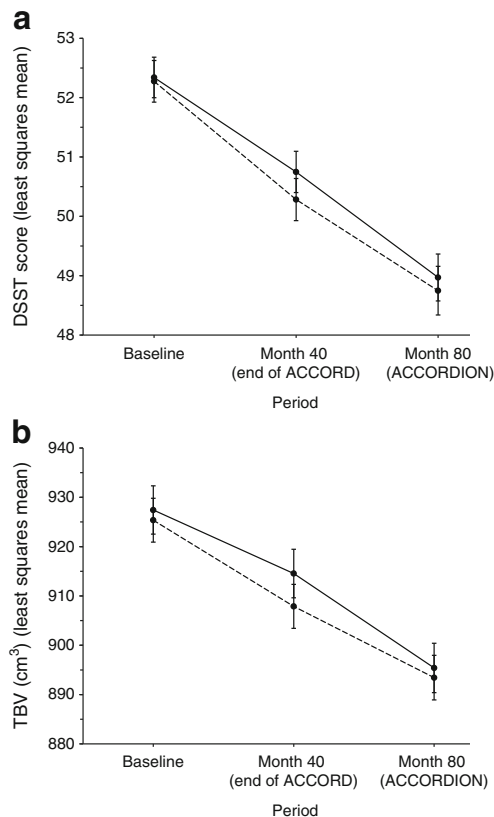 a
DSST score (least squares mean)
53
52
51
50
49
48
Baseline
Month 40
(end of ACCORD)
Month 80
(ACCORDION)
Period
b
TBV (cm³) (least squares mean)
940
930
920
910
900
890
880
Baseline
Month 40
(end of ACCORD)
Month 80
(ACCORDION)
Period